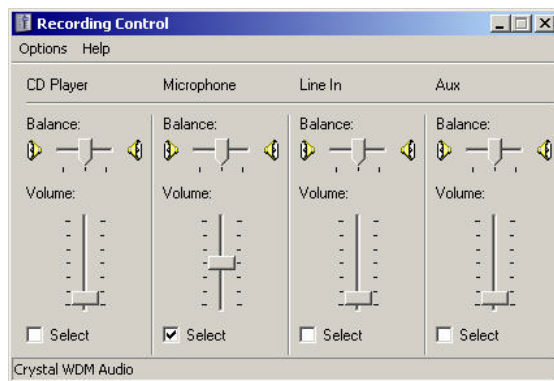 Recording Control
Options Help
CD Player Microphone Line In Aux
Balance: Balance: Balance: Balance:
Volume: Volume: Volume: Volume:
Select Select Select Select
Crystal WDM Audio